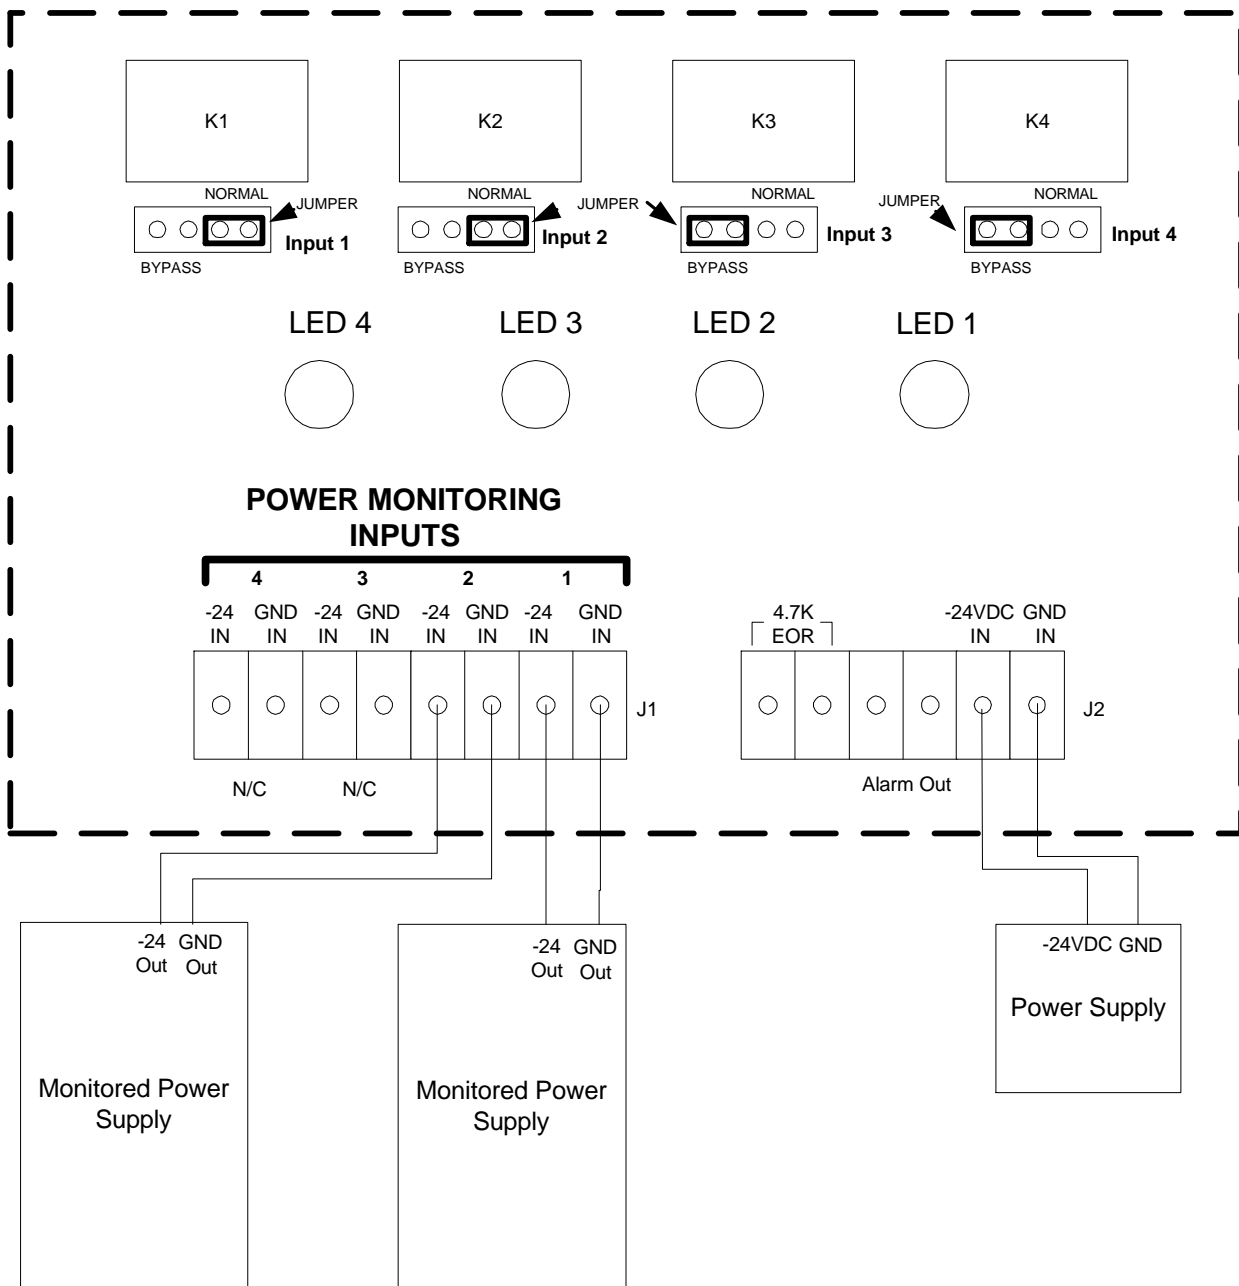 K1 K2 K3 K4
NORMAL NORMAL NORMAL NORMAL
JUMPER JUMPER JUMPER
Input 1 Input 2 Input 3 Input 4
BYPASS BYPASS BYPASS BYPASS
LED 4 LED 3 LED 2 LED 1
POWER MONITORING
INPUTS
4 3 2 1
-24 GND -24 GND -24 GND -24 GND
IN IN IN IN IN IN IN IN
4.7K -24VDC GND
EOR IN IN
J1 J2
N/C N/C Alarm Out
-24 GND
Out Out
Monitored Power
Supply
-24 GND
Out Out
Monitored Power
Supply
-24VDC GND
Power Supply